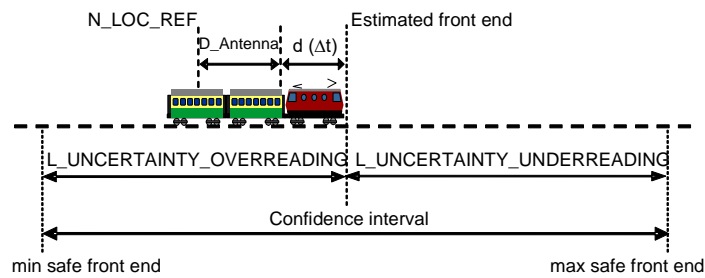 N_LOC_REF
Estimated front end
D_Antenna
d (Δt)
L_UNCERTAINTY_OVERREADING
L_UNCERTAINTY_UNDERREADING
Confidence interval
min safe front end
max safe front end